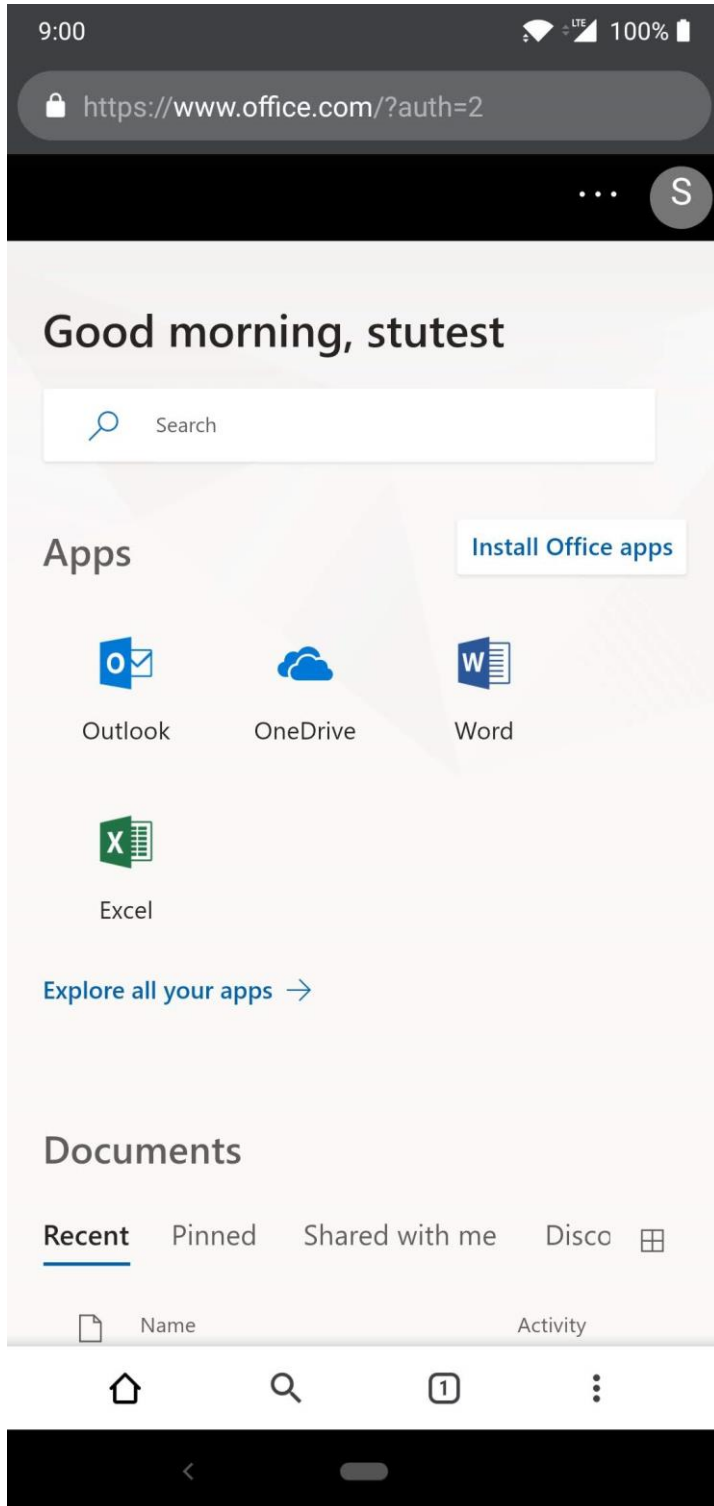 9:00 LTE 100%
https://www.office.com/?auth=2
... S
Good morning, stutest
Search
Apps Install Office apps
Outlook OneDrive Word
Excel
Explore all your apps →
Documents
Recent Pinned Shared with me Disco
Name Activity
1